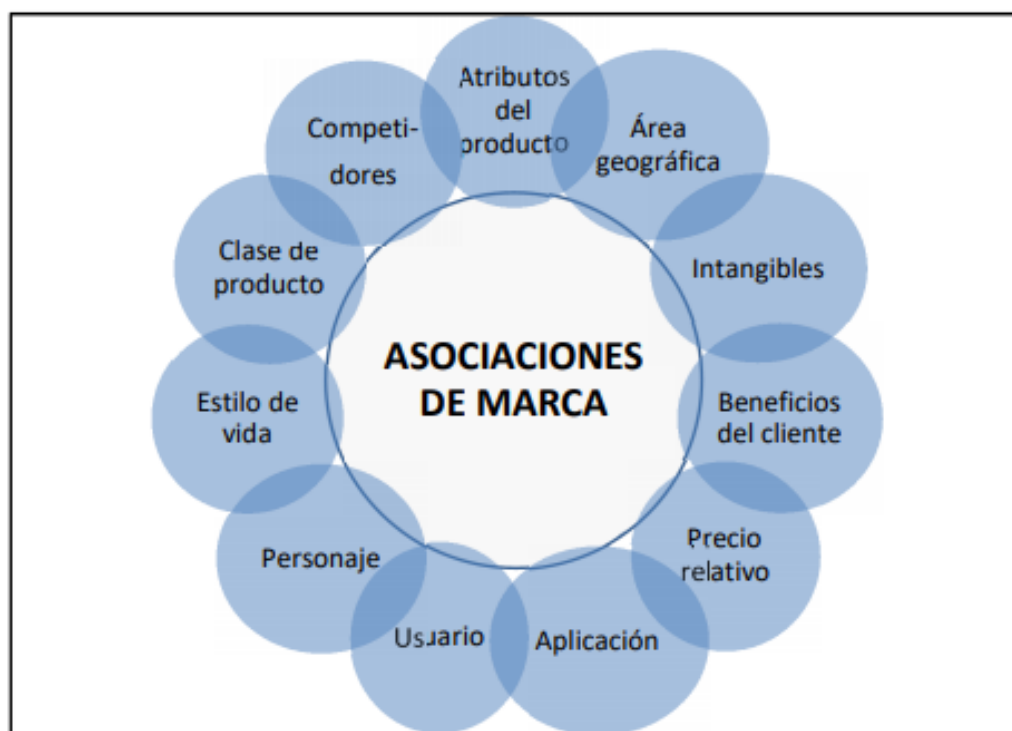 Atributos
del
producto
Área
geográfica
Intangibles
Beneficios
del cliente
Precio
relativo
Aplicación
Usuario
Personaje
Estilo de
vida
Clase de
producto
Competi-
dores
ASOCIACIONES
DE MARCA